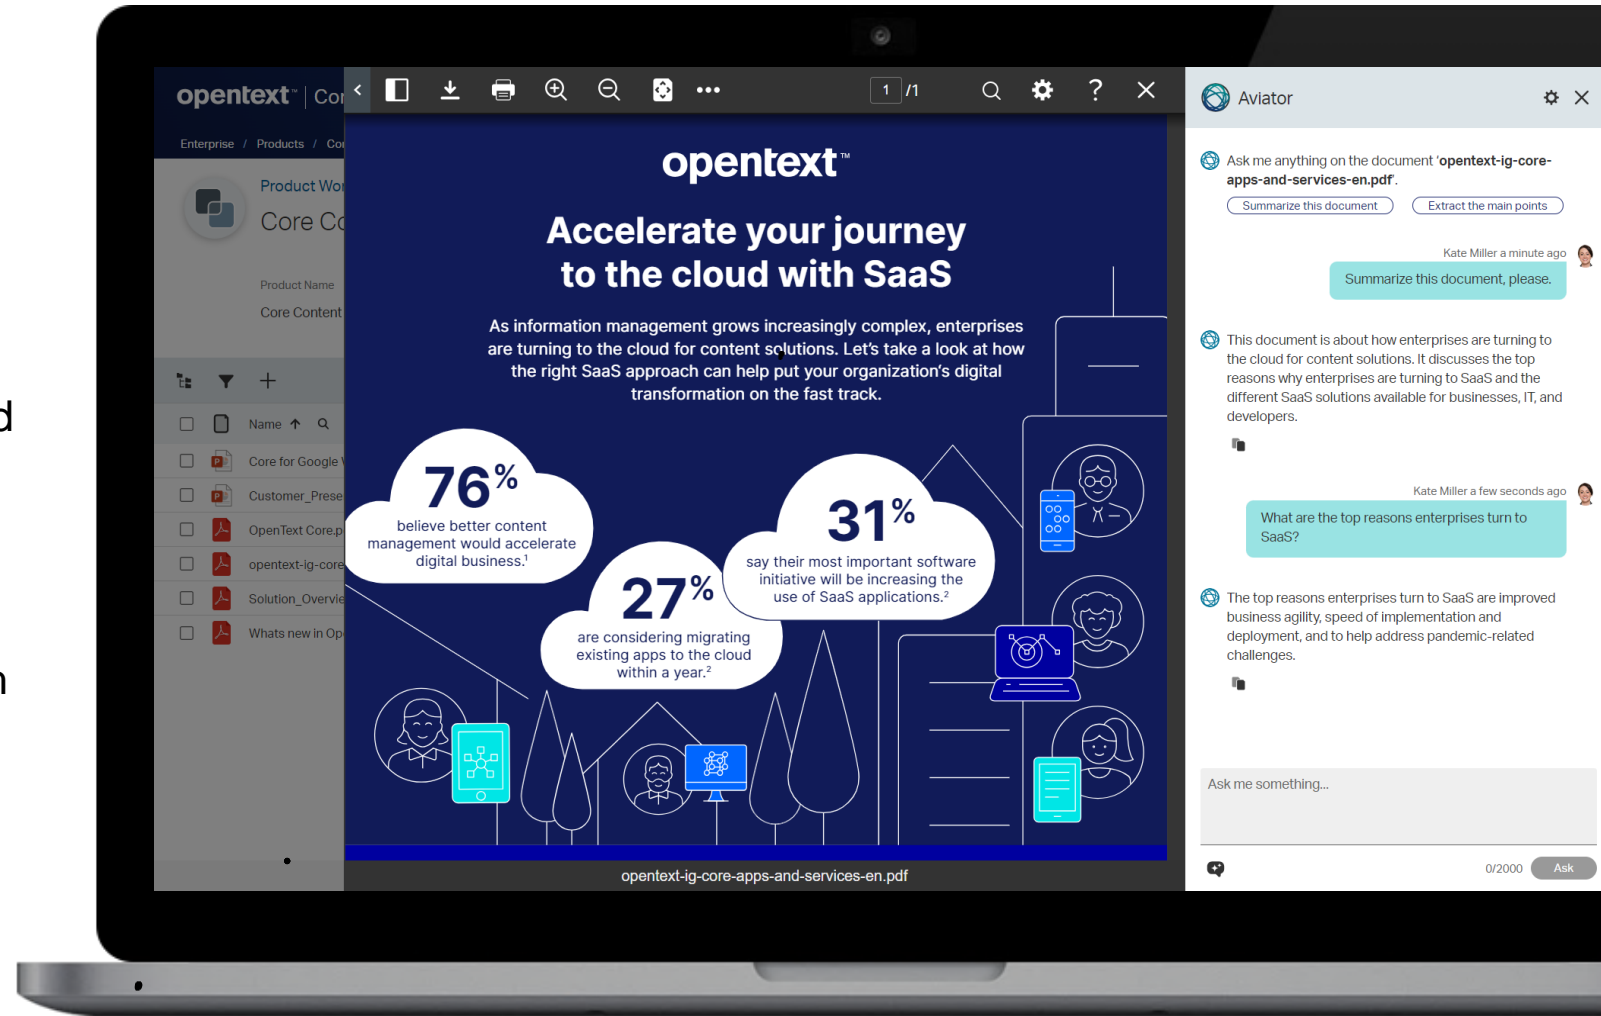 d
n
opentext™ | Cor
Enterprise / Products / Cor
Product Wor
Core Co
Product Name
Core Content
Name
Core for Google W
Customer_Prese
OpenText Core.p
opentext-ig-core
Solution_Overvie
Whats new in Op
1 /1
opentext™
Accelerate your journey
to the cloud with SaaS
As information management grows increasingly complex, enterprises
are turning to the cloud for content solutions. Let's take a look at how
the right SaaS approach can help put your organization's digital
transformation on the fast track.
76%
believe better content
management would accelerate
digital business.¹
27%
are considering migrating
existing apps to the cloud
within a year.²
31%
say their most important software
initiative will be increasing the
use of SaaS applications.²
opentext-ig-core-apps-and-services-en.pdf
Aviator
Ask me anything on the document 'opentext-ig-core-
apps-and-services-en.pdf'.
Summarize this document Extract the main points
Kate Miller a minute ago
Summarize this document, please.
This document is about how enterprises are turning to
the cloud for content solutions. It discusses the top
reasons why enterprises are turning to SaaS and the
different SaaS solutions available for businesses, IT, and
developers.
Kate Miller a few seconds ago
What are the top reasons enterprises turn to
SaaS?
The top reasons enterprises turn to SaaS are improved
business agility, speed of implementation and
deployment, and to help address pandemic-related
challenges.
Ask me something...
0/2000 Ask